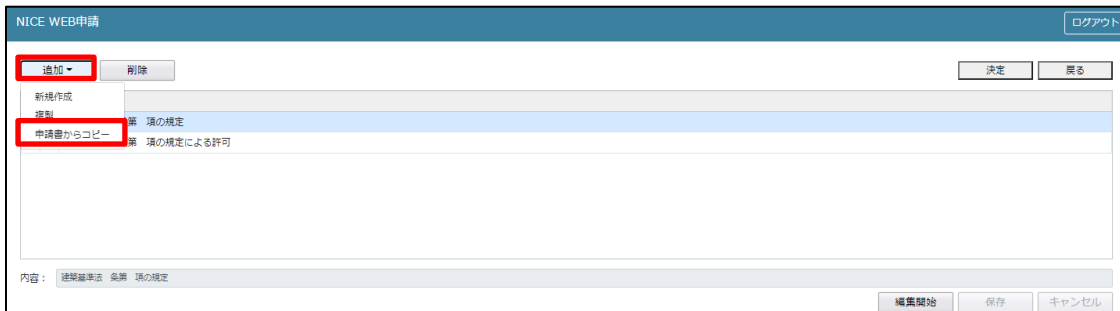 NICE WEB申請
ログアウト
追加 削除 決定 戻る
新規作成
複製
申請書からコピー
第 項の規定
第 項の規定による許可
内容： 建築基準法 条第 項の規定
編集開始 保存 キャンセル